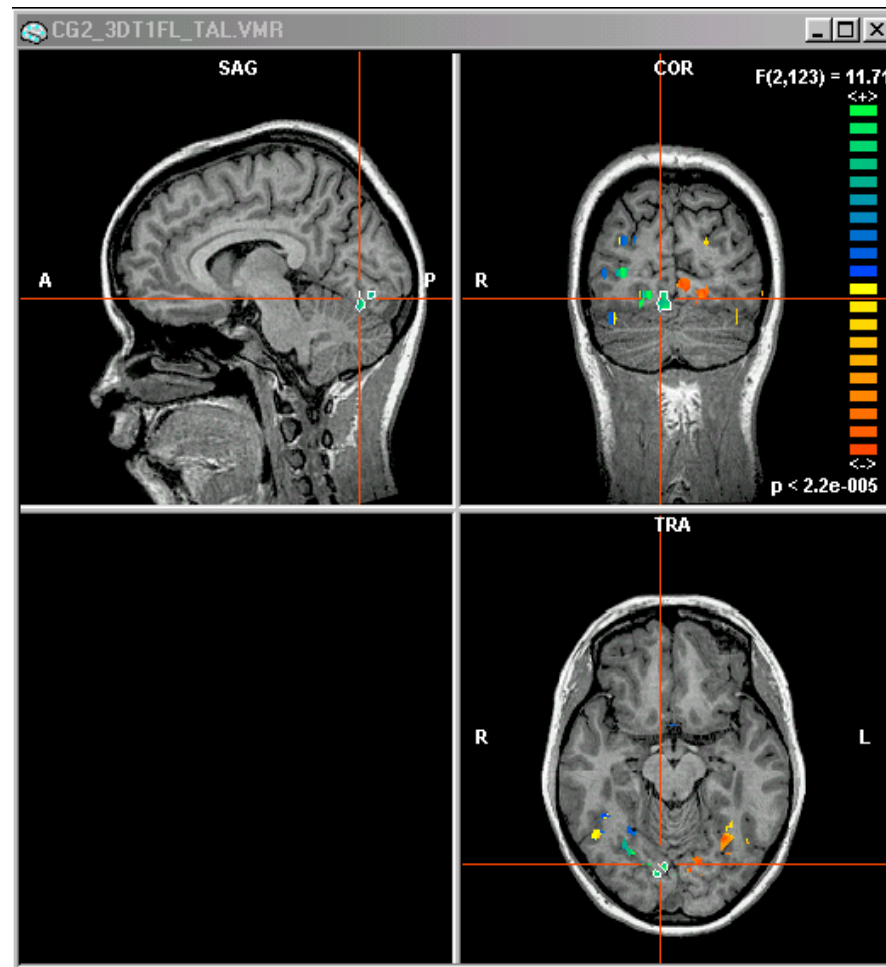 CG2_3DT1FL_TAL.VMR
SAG
COR
F(2,123) = 11.71
<+>
A
P
R
<->
p < 2.2e-005
TRA
R
L